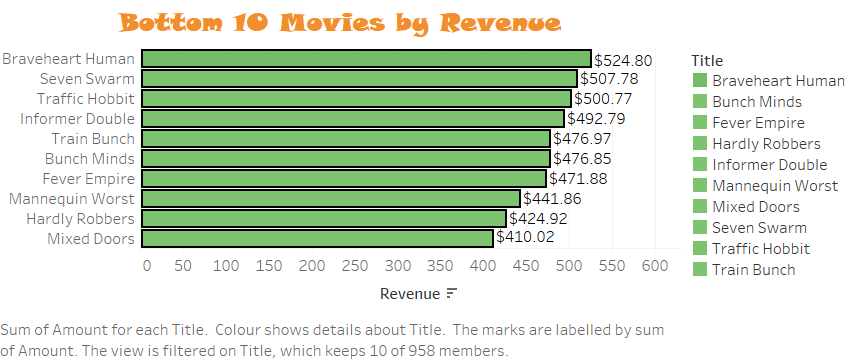 Bottom 10 Movies by Revenue
Braveheart Human $524.80
Seven Swarm $507.78
Traffic Hobbit $500.77
Informer Double $492.79
Train Bunch $476.97
Bunch Minds $476.85
Fever Empire $471.88
Mannequin Worst $441.86
Hardly Robbers $424.92
Mixed Doors $410.02
0 50 100 150 200 250 300 350 400 450 500 550 600
Revenue
Title
Braveheart Human
Bunch Minds
Fever Empire
Hardly Robbers
Informer Double
Mannequin Worst
Mixed Doors
Seven Swarm
Traffic Hobbit
Train Bunch
Sum of Amount for each Title. Colour shows details about Title. The marks are labelled by sum
of Amount. The view is filtered on Title, which keeps 10 of 958 members.